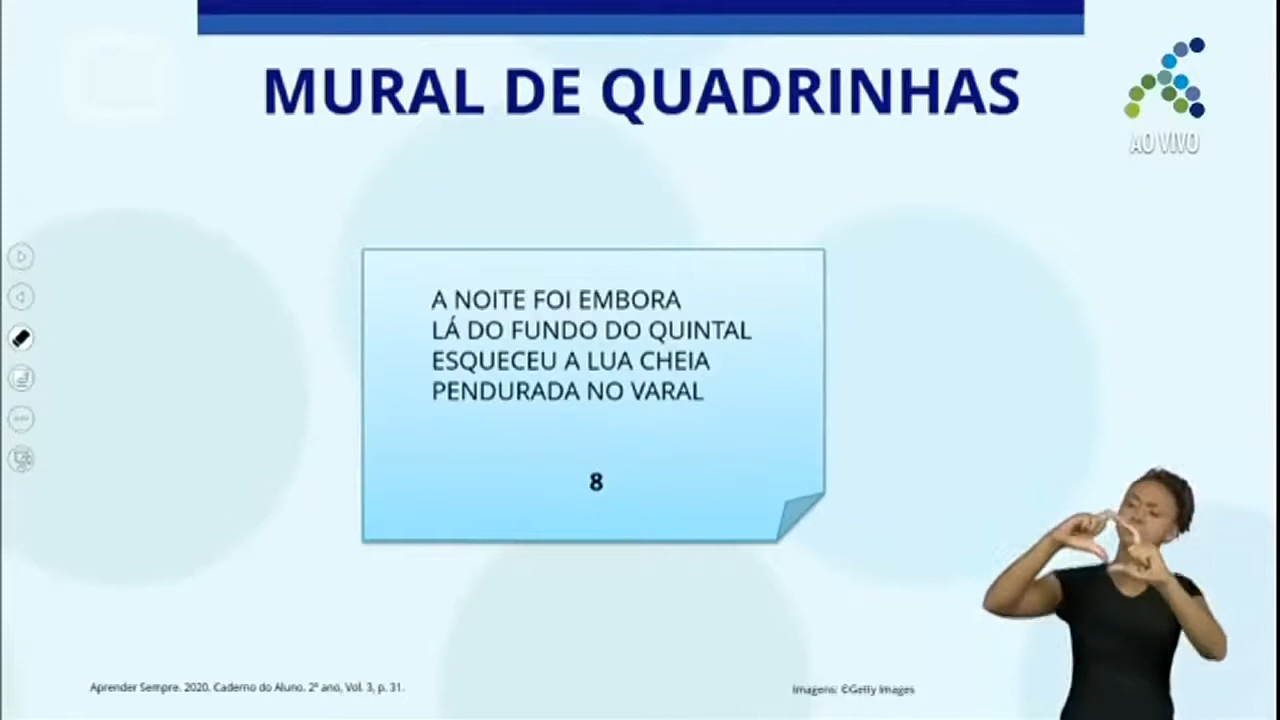 MURAL DE QUADRINHAS
AO VIVO
A NOITE FOI EMBORA
LÁ DO FUNDO DO QUINTAL
ESQUECEU A LUA CHEIA
PENDURADA NO VARAL
8
Aprender Sempre. 2020. Caderno do Aluno. 2º ano, Vol. 3, p. 31.
Imagens: ©Getty Images